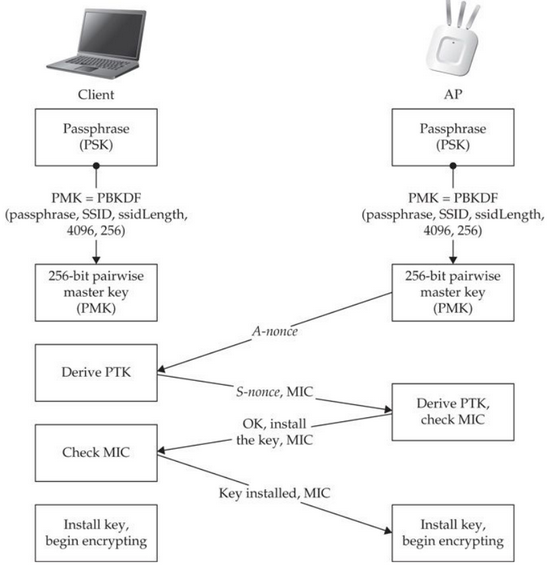 Client
AP
Passphrase
(PSK)
Passphrase
(PSK)
PMK = PBKDF
(passphrase, SSID, ssidLength,
4096, 256)
PMK = PBKDF
(passphrase, SSID, ssidLength,
4096, 256)
256-bit pairwise
master key
(PMK)
256-bit pairwise
master key
(PMK)
A-nonce
Derive PTK
S-nonce, MIC
Derive PTK,
check MIC
OK, install
the key, MIC
Check MIC
Key installed, MIC
Install key,
begin encrypting
Install key,
begin encrypting